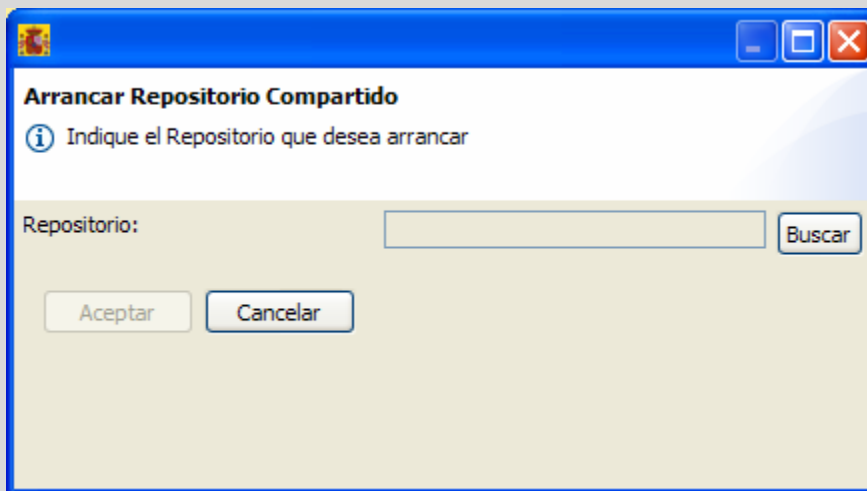 Arrancar Repositorio Compartido
Indique el Repositorio que desea arrancar
Repositorio:
Buscar
Aceptar
Cancelar